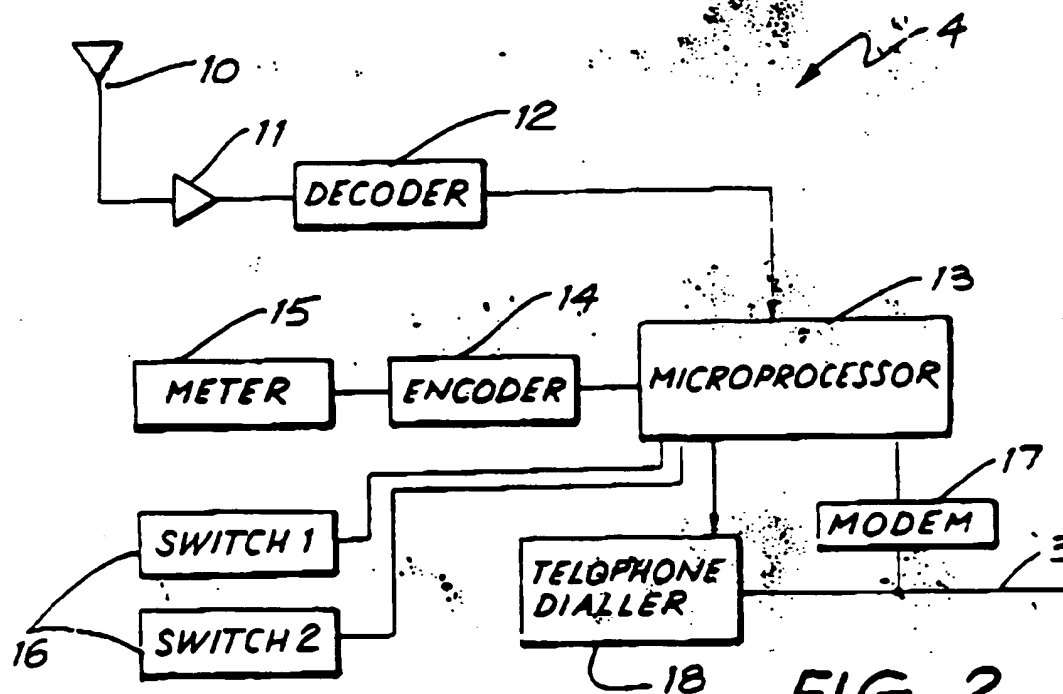 10
4
11
12
DECODER
13
14
15
METER
ENCODER
MICROPROCESSOR
17
MODEM
SWITCH 1
TELOPHONE
DIALLER
3
SWITCH 2
16
18
FIG. 2